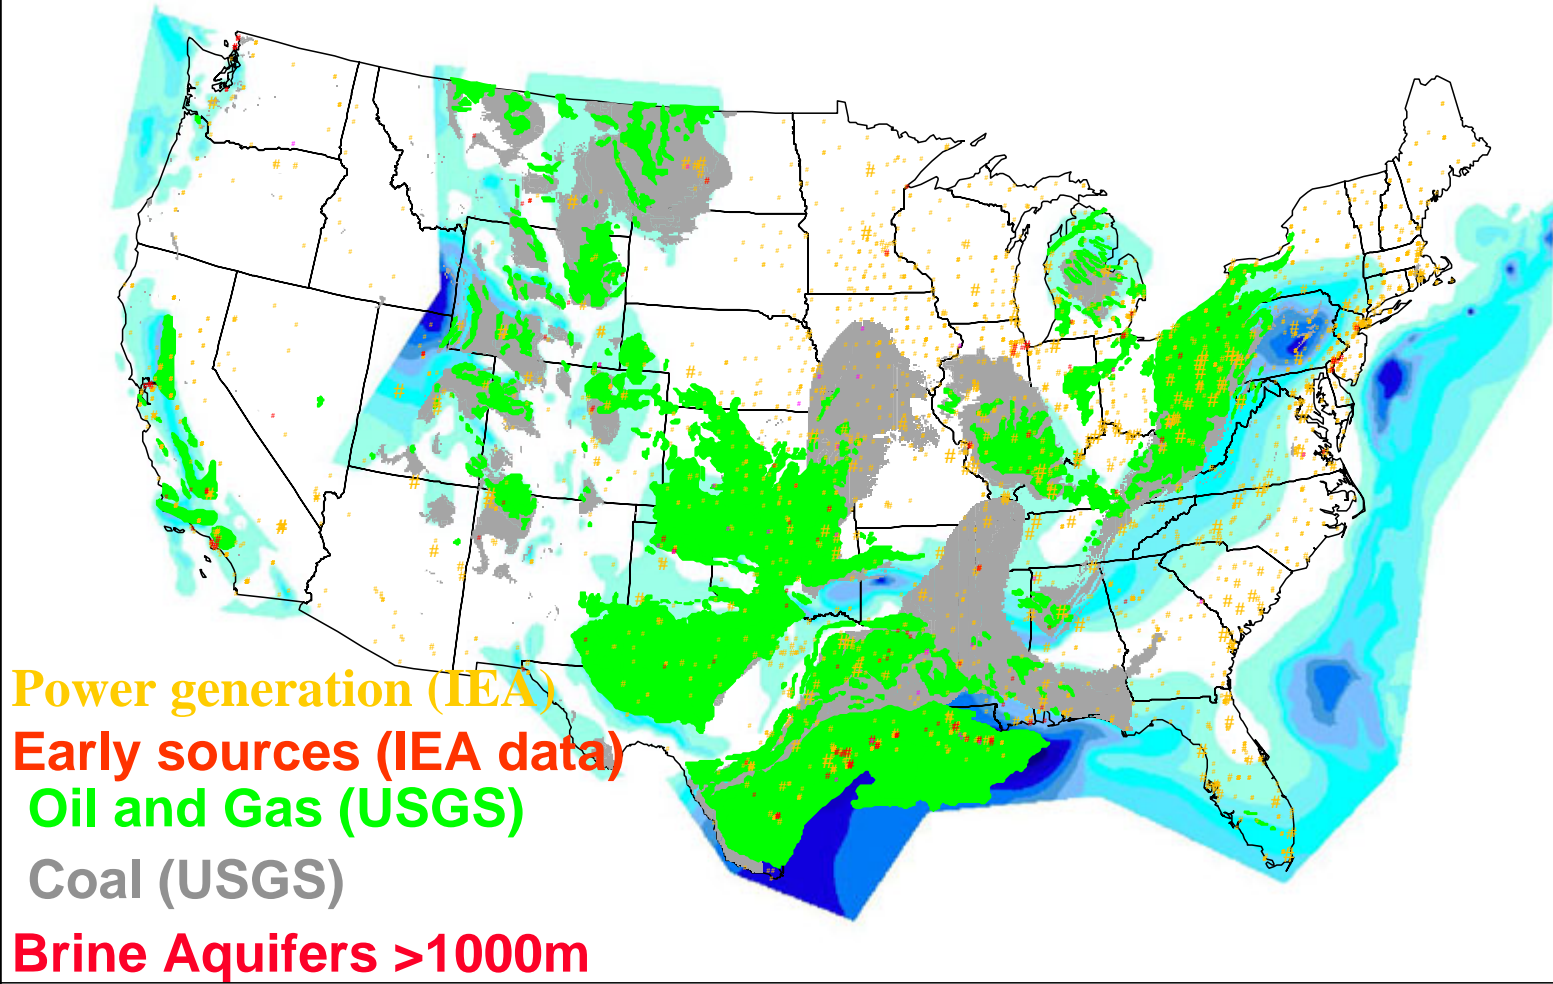 Power generation (IEA)
Early sources (IEA data)
Oil and Gas (USGS)
Coal (USGS)
Brine Aquifers >1000m